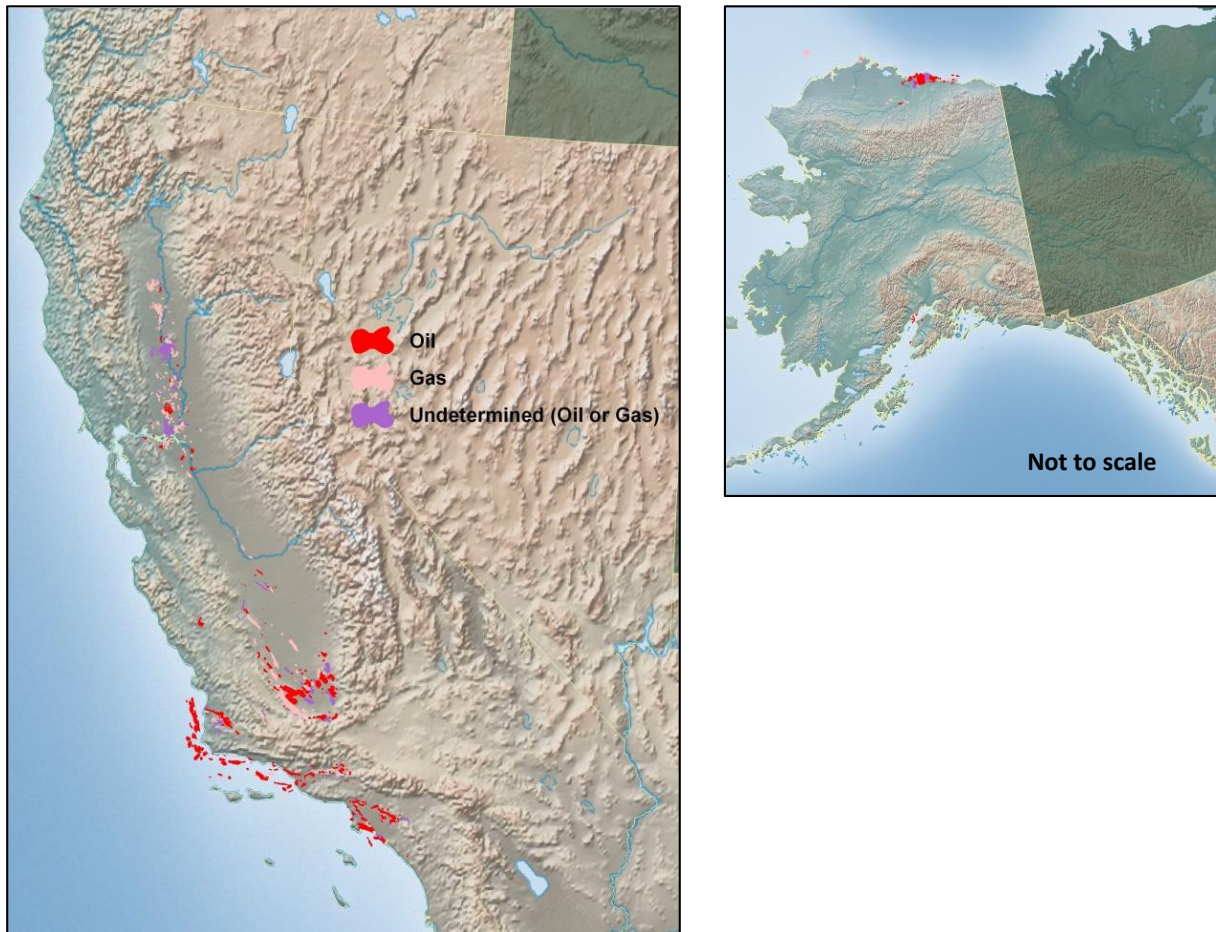 Oil
Gas
Undetermined (Oil or Gas)
Not to scale